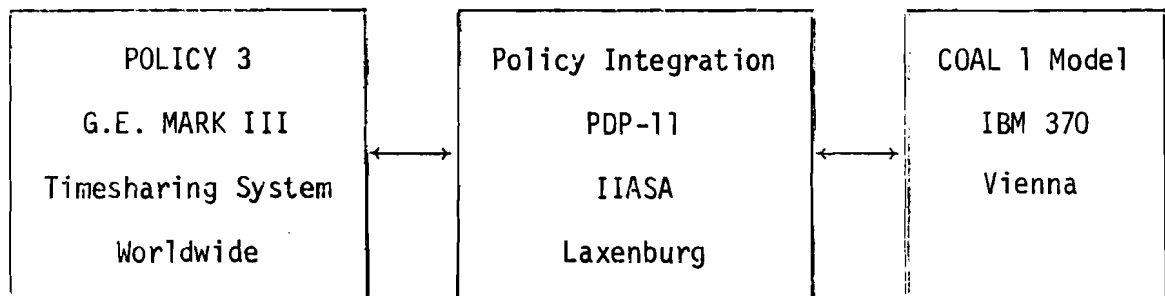 POLICY 3
G.E. MARK III
Timesharing System
Worldwide
Policy Integration
PDP-11
IIASA
Laxenburg
COAL 1 Model
IBM 370
Vienna